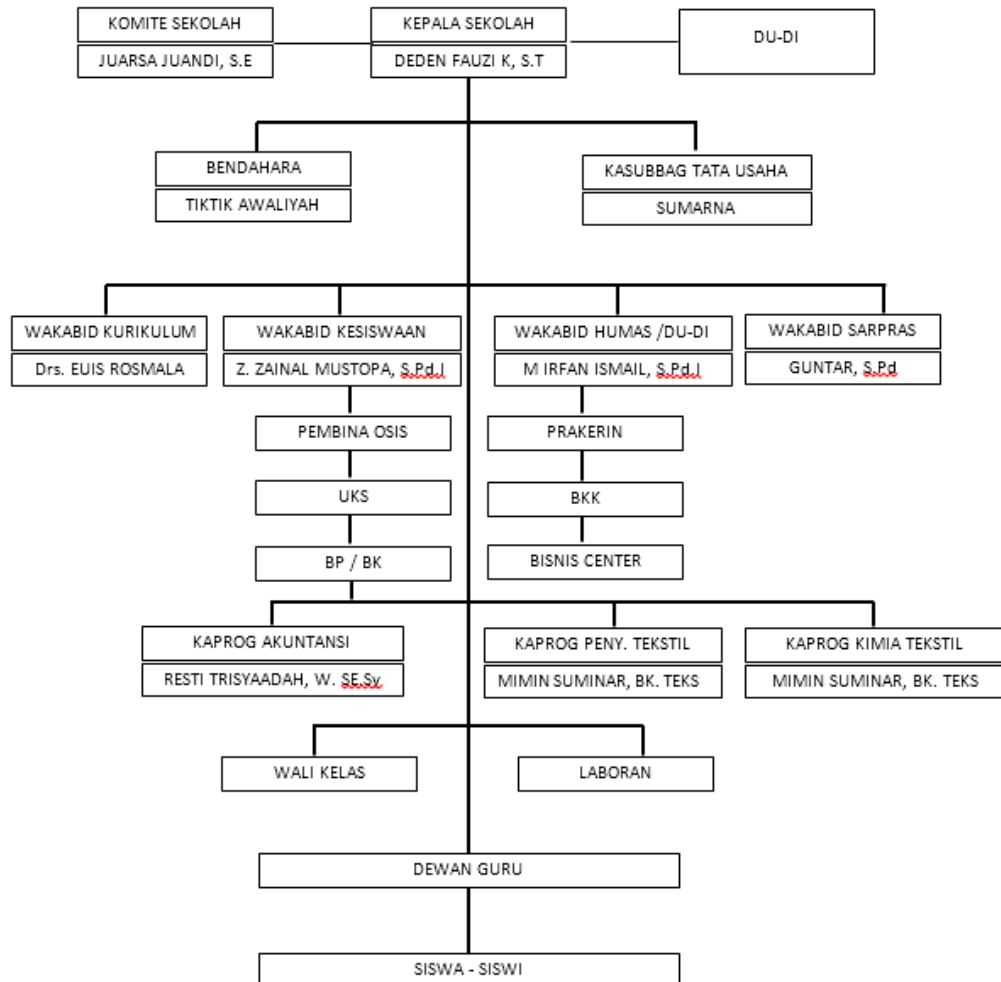 KOMITE SEKOLAH
JUARSA JUANDI, S.E
KEPALA SEKOLAH
DEDEN FAUZI K, S.T
DU-DI
BENDAHARA
TIKTIK AWALIYAH
KASUBBAG TATA USAHA
SUMARNA
WAKABID KURIKULUM
Drs. EUIS ROSMALA
WAKABID KESISWAAN
Z. ZAINAL MUSTOPA, S.Pd.I
WAKABID HUMAS /DU-DI
M IRFAN ISMAIL, S.Pd.I
WAKABID SARPRAS
GUNTAR, S.Pd
PEMBINA OSIS
UKS
BP / BK
PRAKERIN
BKK
BISNIS CENTER
KAPROG AKUNTANSI
RESTI TRISYAADAH, W. SE.Sy
KAPROG PENY. TEKSTIL
MIMIN SUMINAR, BK. TEKS
KAPROG KIMIA TEKSTIL
MIMIN SUMINAR, BK. TEKS
WALI KELAS
LABORAN
DEWAN GURU
SISWA - SISWI